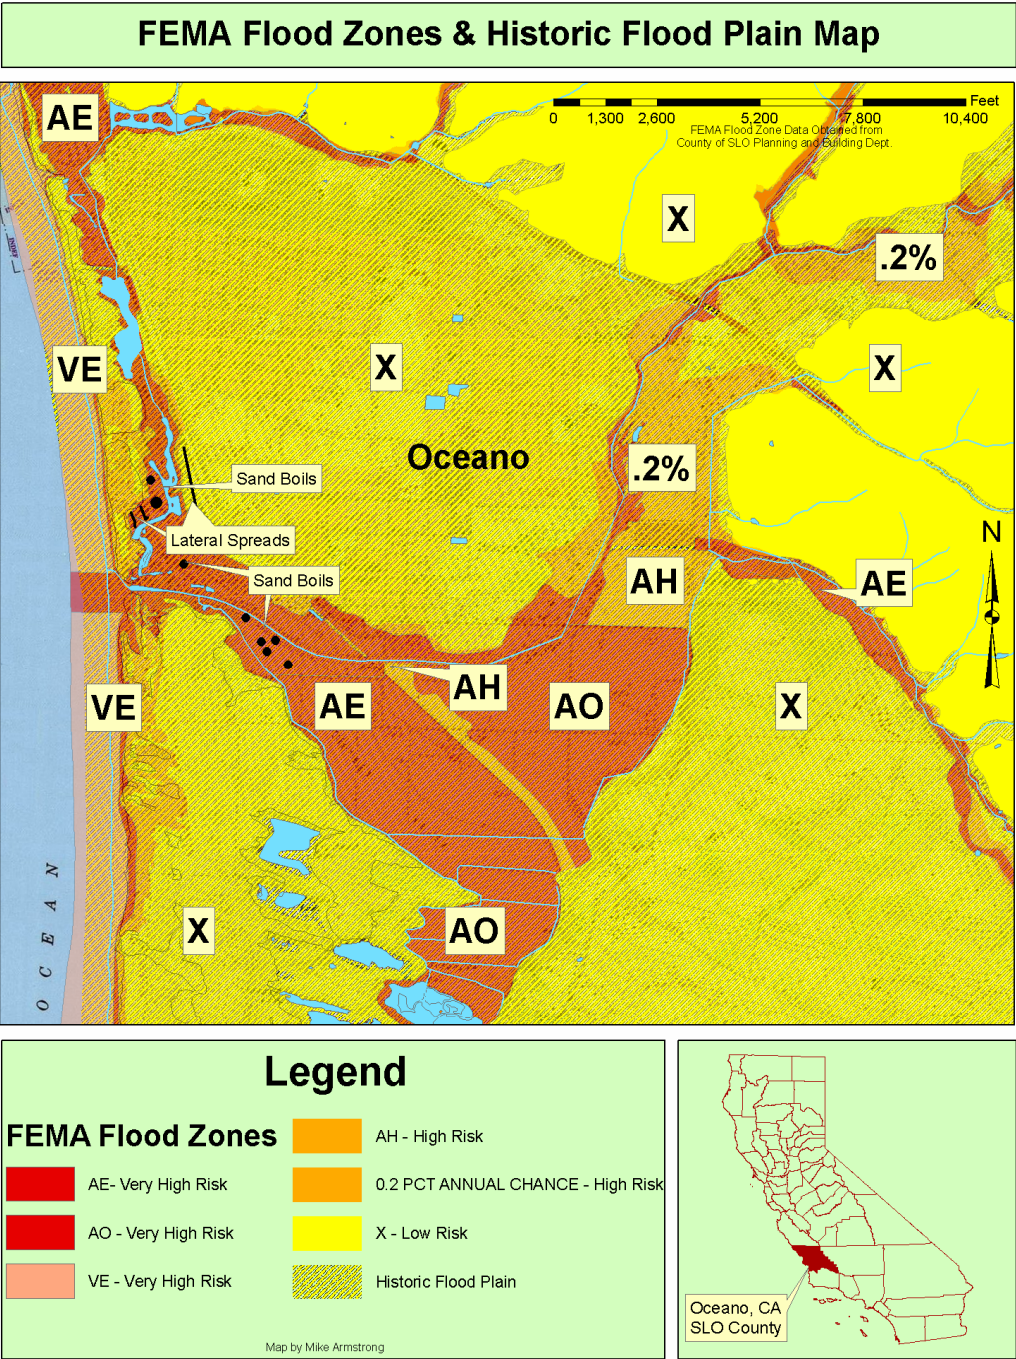 FEMA Flood Zones & Historic Flood Plain Map
AE
Feet
0 1,300 2,600 5,200 7,800 10,400
FEMA Flood Zone Data Obtained from
County of SLO Planning and Building Dept.
X
.2%
VE
X
X
Oceano
.2%
Sand Boils
Lateral Spreads
N
Sand Boils
AH
AE
AH
VE
AE
AO
X
X
AO
OCEAN
Legend
FEMA Flood Zones
AE- Very High Risk
AO - Very High Risk
VE - Very High Risk
AH - High Risk
0.2 PCT ANNUAL CHANCE - High Risk
X - Low Risk
Historic Flood Plain
Map by Mike Armstrong
Oceano, CA
SLO County